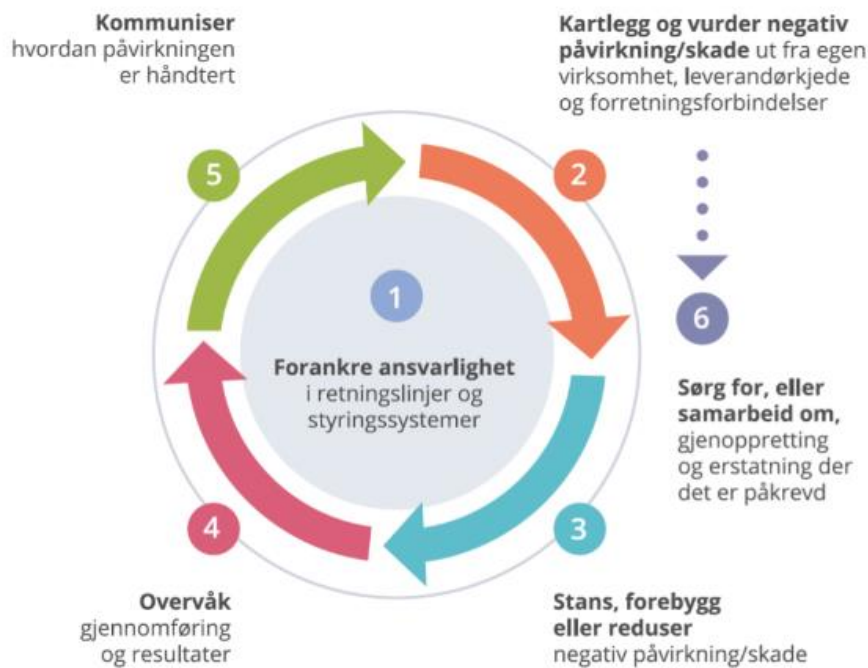 Kommuniser
hvordan påvirkningen
er håndtert
Kartlegg og vurder negativ
påvirkning/skade ut fra egen
virksomhet, leverandørkjede
og forretningsforbindelser
5
2
1
Forankre ansvarlighet
i retningslinjer og
styringssystemer
6
Sørg for, eller
samarbeid om,
gjenoppretting
og erstatning der
det er påkrevd
4
3
Overvåk
gjennomføring
og resultater
Stans, forebygg
eller reduser
negativ påvirkning/skade